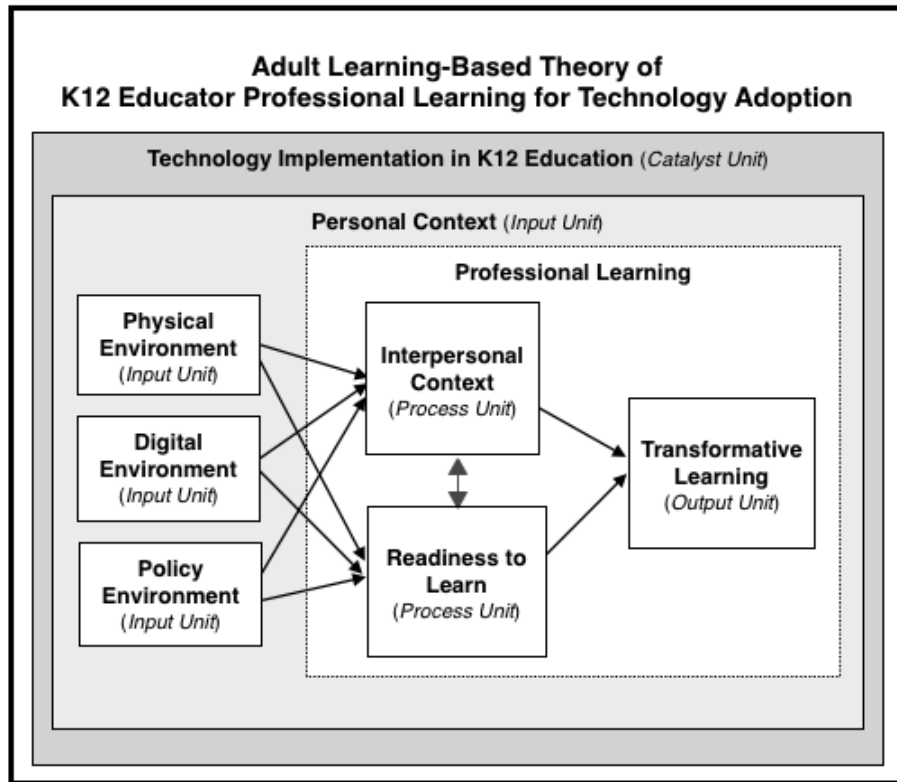 Adult Learning-Based Theory of
K12 Educator Professional Learning for Technology Adoption
Technology Implementation in K12 Education (Catalyst Unit)
Personal Context (Input Unit)
Professional Learning
Physical
Environment
(Input Unit)
Digital
Environment
(Input Unit)
Policy
Environment
(Input Unit)
Interpersonal
Context
(Process Unit)
Readiness to
Learn
(Process Unit)
Transformative
Learning
(Output Unit)